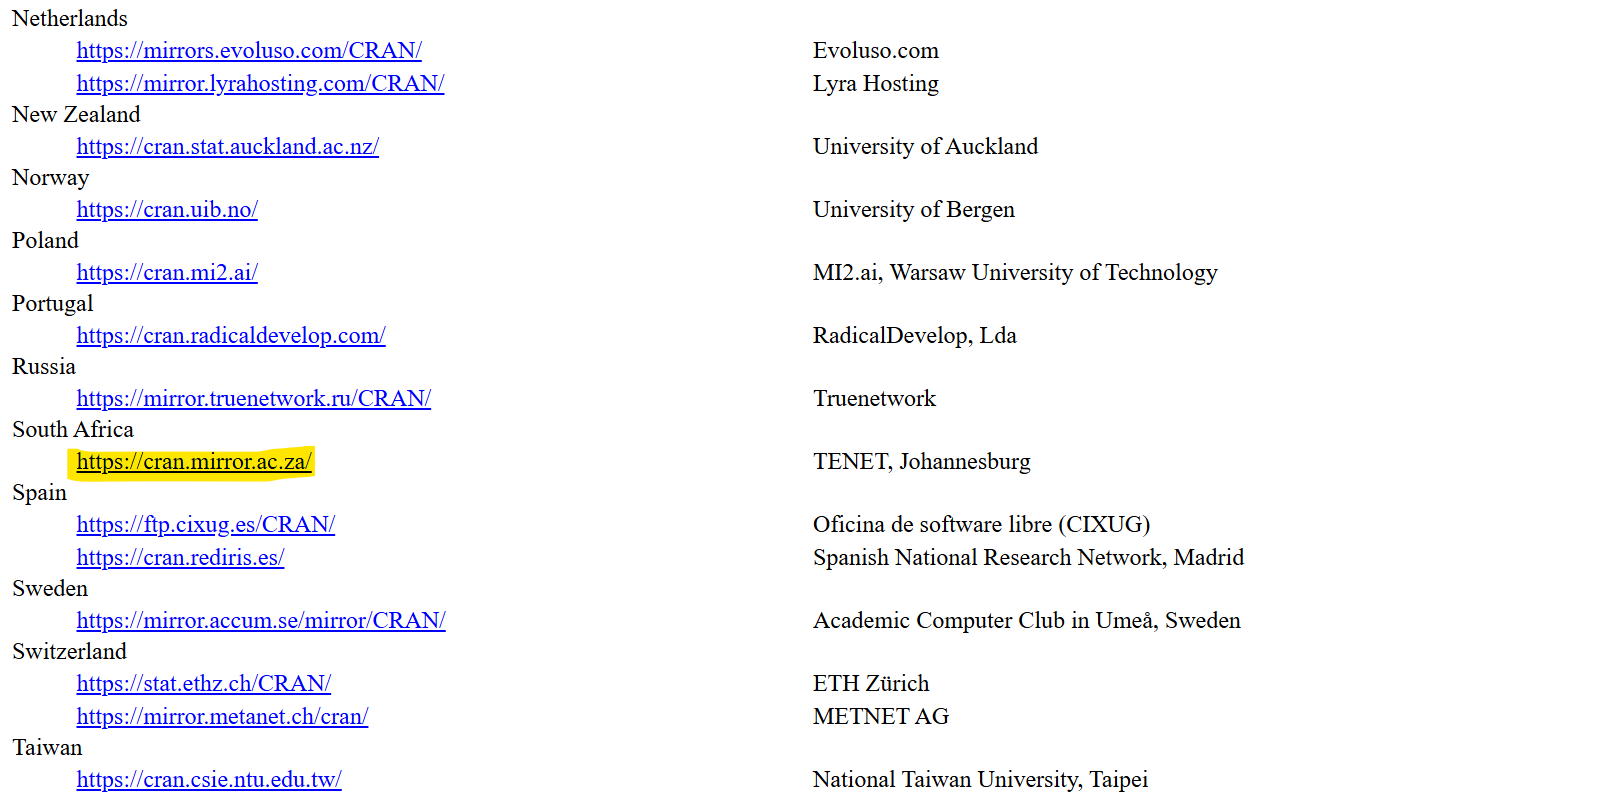 Netherlands
https://mirrors.evoluso.com/CRAN/ Evoluso.com
https://mirror.lyrahosting.com/CRAN/ Lyra Hosting
New Zealand
https://cran.stat.auckland.ac.nz/ University of Auckland
Norway
https://cran.uib.no/ University of Bergen
Poland
https://cran.mi2.ai/ MI2.ai, Warsaw University of Technology
Portugal
https://cran.radicaldevelop.com/ RadicalDevelop, Lda
Russia
https://mirror.truenetwork.ru/CRAN/ Truenetwork
South Africa
https://cran.mirror.ac.za/ TENET, Johannesburg
Spain
https://ftp.cixug.es/CRAN/ Oficina de software libre (CIXUG)
https://cran.rediris.es/ Spanish National Research Network, Madrid
Sweden
https://mirror.accum.se/mirror/CRAN/ Academic Computer Club in Umeå, Sweden
Switzerland
https://stat.ethz.ch/CRAN/ ETH Zürich
https://mirror.metanet.ch/cran/ METNET AG
Taiwan
https://cran.csie.ntu.edu.tw/ National Taiwan University, Taipei